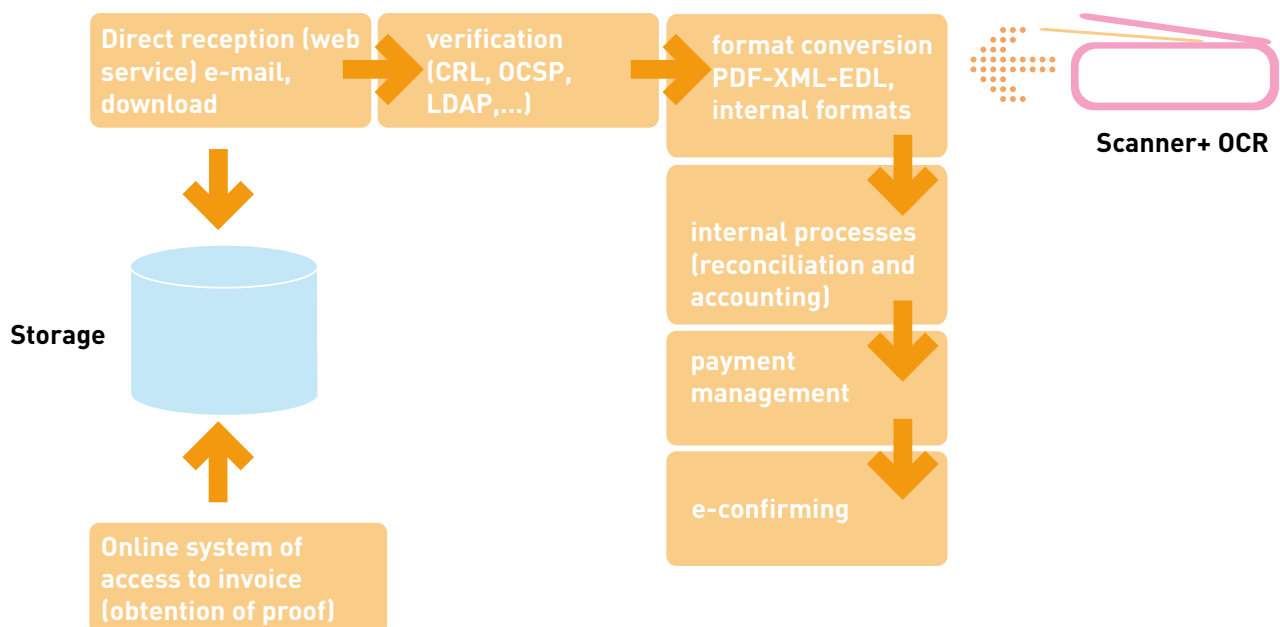 Direct reception (web
service) e-mail,
download
verification
(CRL, OCSP,
LDAP,...)
format conversion
PDF-XML-EDL,
internal formats
Scanner+ OCR
internal processes
(reconciliation and
accounting)
Storage
payment
management
e-confirming
Online system of
access to invoice
(obtention of proof)